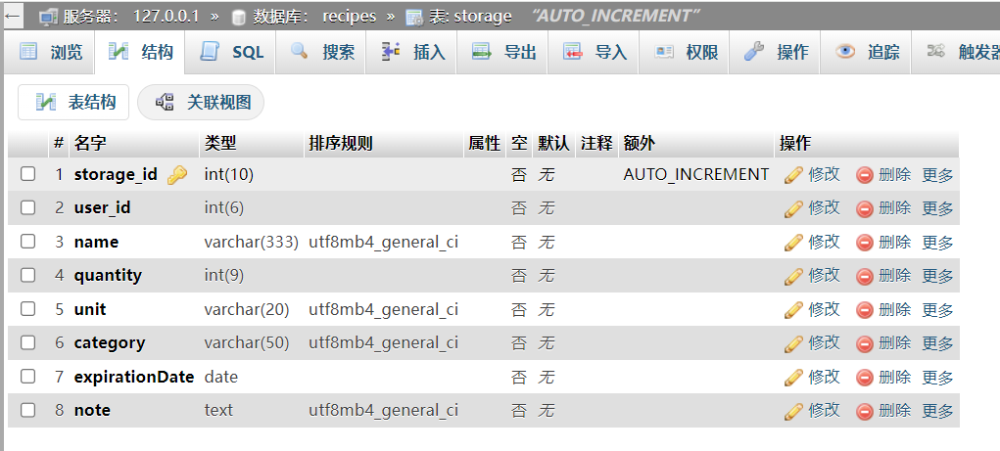 ← 服务器： 127.0.0.1 » 数据库： recipes » 表: storage “AUTO_INCREMENT”
浏览 结构 SQL 搜索 插入 导出 导入 权限 操作 追踪 触发器
表结构 关联视图
# 名字 类型 排序规则 属性 空 默认 注释 额外 操作
1 storage_id int(10) 否 无 AUTO_INCREMENT 修改 删除 更多
2 user_id int(6) 否 无 修改 删除 更多
3 name varchar(333) utf8mb4_general_ci 否 无 修改 删除 更多
4 quantity int(9) 否 无 修改 删除 更多
5 unit varchar(20) utf8mb4_general_ci 否 无 修改 删除 更多
6 category varchar(50) utf8mb4_general_ci 否 无 修改 删除 更多
7 expirationDate date 否 无 修改 删除 更多
8 note text utf8mb4_general_ci 否 无 修改 删除 更多